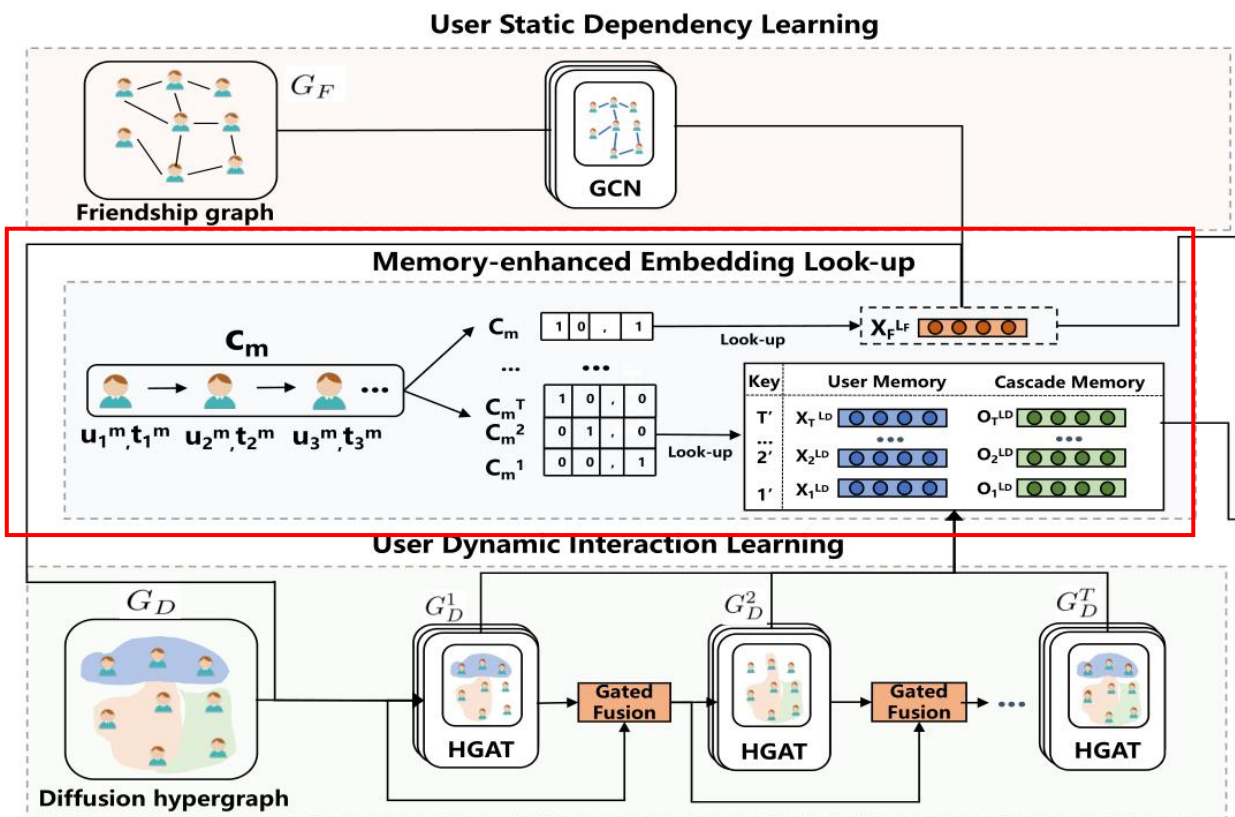 User Static Dependency Learning
G_F
GCN
Friendship graph
Memory-enhanced Embedding Look-up
C_m
u_1^m,t_1^m u_2^m,t_2^m u_3^m,t_3^m ...
C_m 1 0 , 1
Look-up
X_F^{L_F}
... ...
C_m^T 1 0 , 0
C_m^2 0 1 , 0
C_m^1 0 0 , 1
Look-up
Key User Memory Cascade Memory
T' X_T^{LD} O_T^{LD}
... ... ...
2' X_2^{LD} O_2^{LD}
1' X_1^{LD} O_1^{LD}
User Dynamic Interaction Learning
G_D
G_D^1
G_D^2
G_D^T
Gated
Fusion
Gated
Fusion
...
HGAT
HGAT
HGAT
Diffusion hypergraph